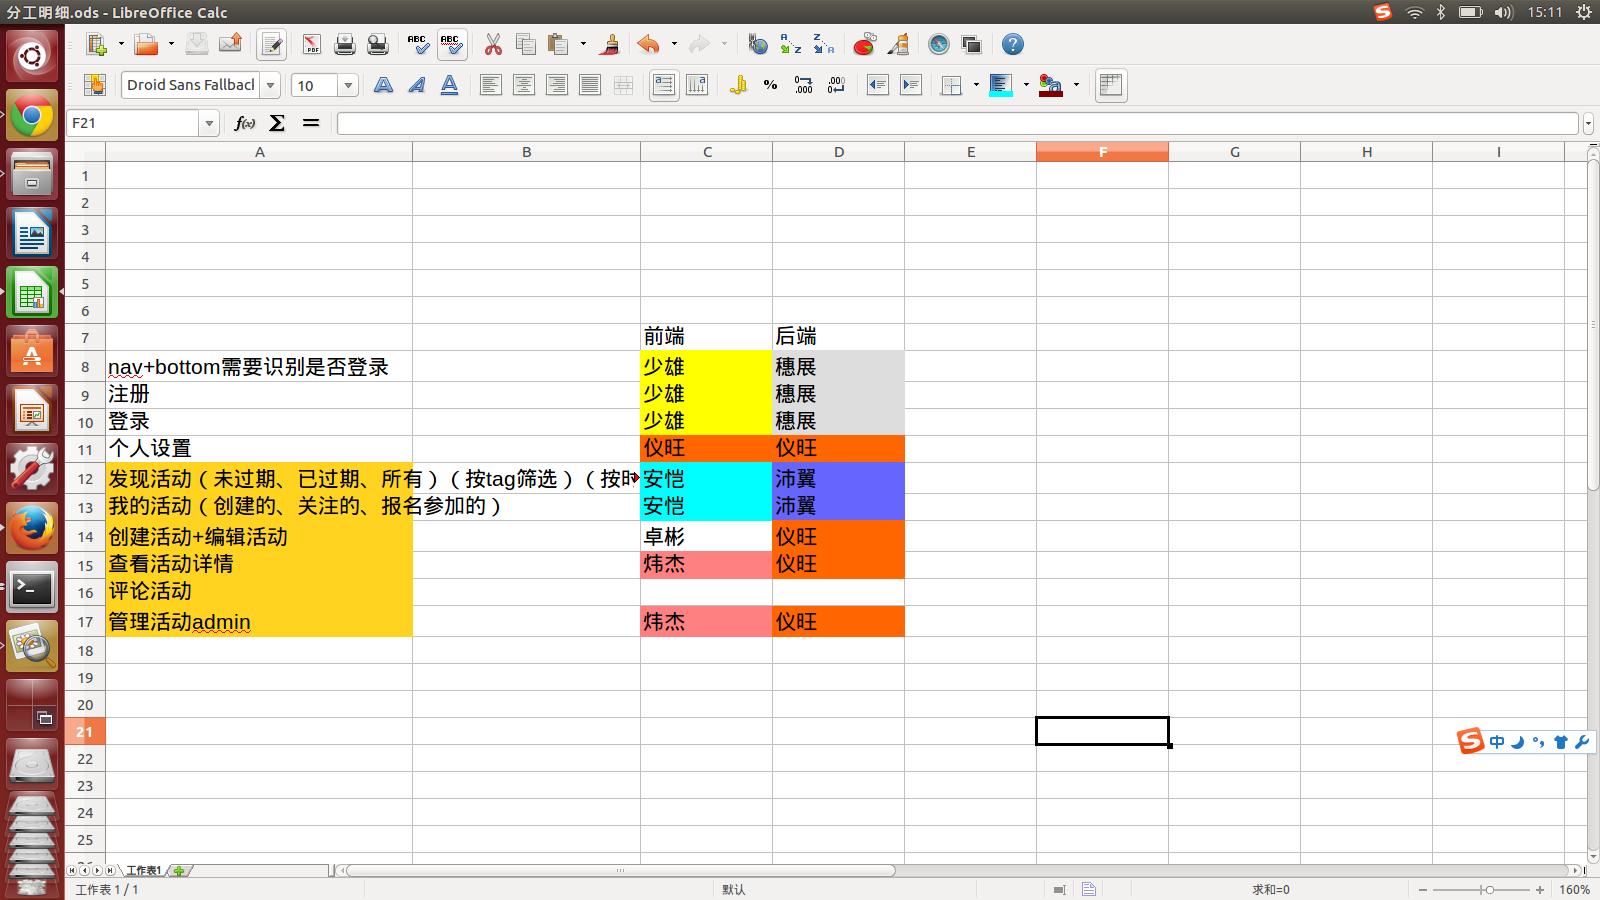 分工明细.ods - LibreOffice Calc
15:11
Droid Sans Fallbacl
10
F21
A B C D E F G H I
1
2
3
4
5
6
7 前端 后端
8 nav+bottom需要识别是否登录 少雄 穗展
9 注册 少雄 穗展
10 登录 少雄 穗展
11 个人设置 仪旺 仪旺
12 发现活动（未过期、已过期、所有）（按tag筛选）（按时 安恺 沛翼
13 我的活动（创建的、关注的、报名参加的） 安恺 沛翼
14 创建活动+编辑活动 卓彬 仪旺
15 查看活动详情 炜杰 仪旺
16 评论活动
17 管理活动admin 炜杰 仪旺
18
19
20
21
22
23
24
25
中
工作表1
工作表 1 / 1 默认 求和=0 160%